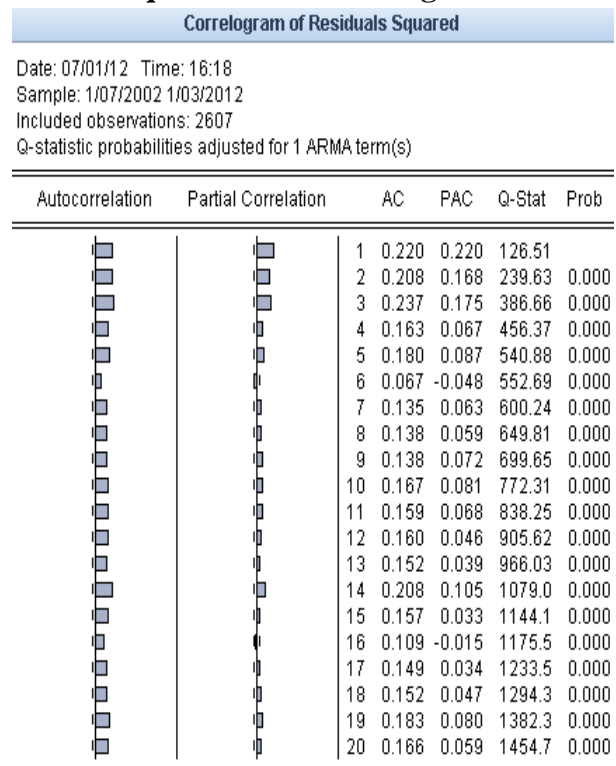 Correlogram of Residuals Squared
Date: 07/01/12 Time: 16:18
Sample: 1/07/2002 1/03/2012
Included observations: 2607
Q-statistic probabilities adjusted for 1 ARMA term(s)
Autocorrelation Partial Correlation AC PAC Q-Stat Prob
1 0.220 0.220 126.51
2 0.208 0.168 239.63 0.000
3 0.237 0.175 386.66 0.000
4 0.163 0.067 456.37 0.000
5 0.180 0.087 540.88 0.000
6 0.067 -0.048 552.69 0.000
7 0.135 0.063 600.24 0.000
8 0.138 0.059 649.81 0.000
9 0.138 0.072 699.65 0.000
10 0.167 0.081 772.31 0.000
11 0.159 0.068 838.25 0.000
12 0.160 0.046 905.62 0.000
13 0.152 0.039 966.03 0.000
14 0.208 0.105 1079.0 0.000
15 0.157 0.033 1144.1 0.000
16 0.109 -0.015 1175.5 0.000
17 0.149 0.034 1233.5 0.000
18 0.152 0.047 1294.3 0.000
19 0.183 0.080 1382.3 0.000
20 0.166 0.059 1454.7 0.000